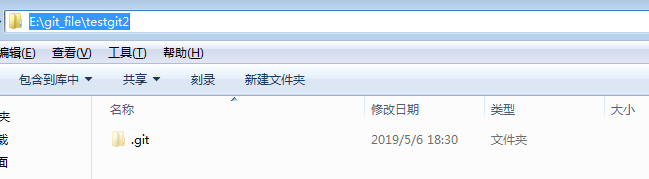 E:\git_file\testgit2
编辑(E) 查看(V) 工具(T) 帮助(H)
包含到库中 共享 刻录 新建文件夹
名称 修改日期 类型 大小
夹
.git 2019/5/6 18:30 文件夹
载
面